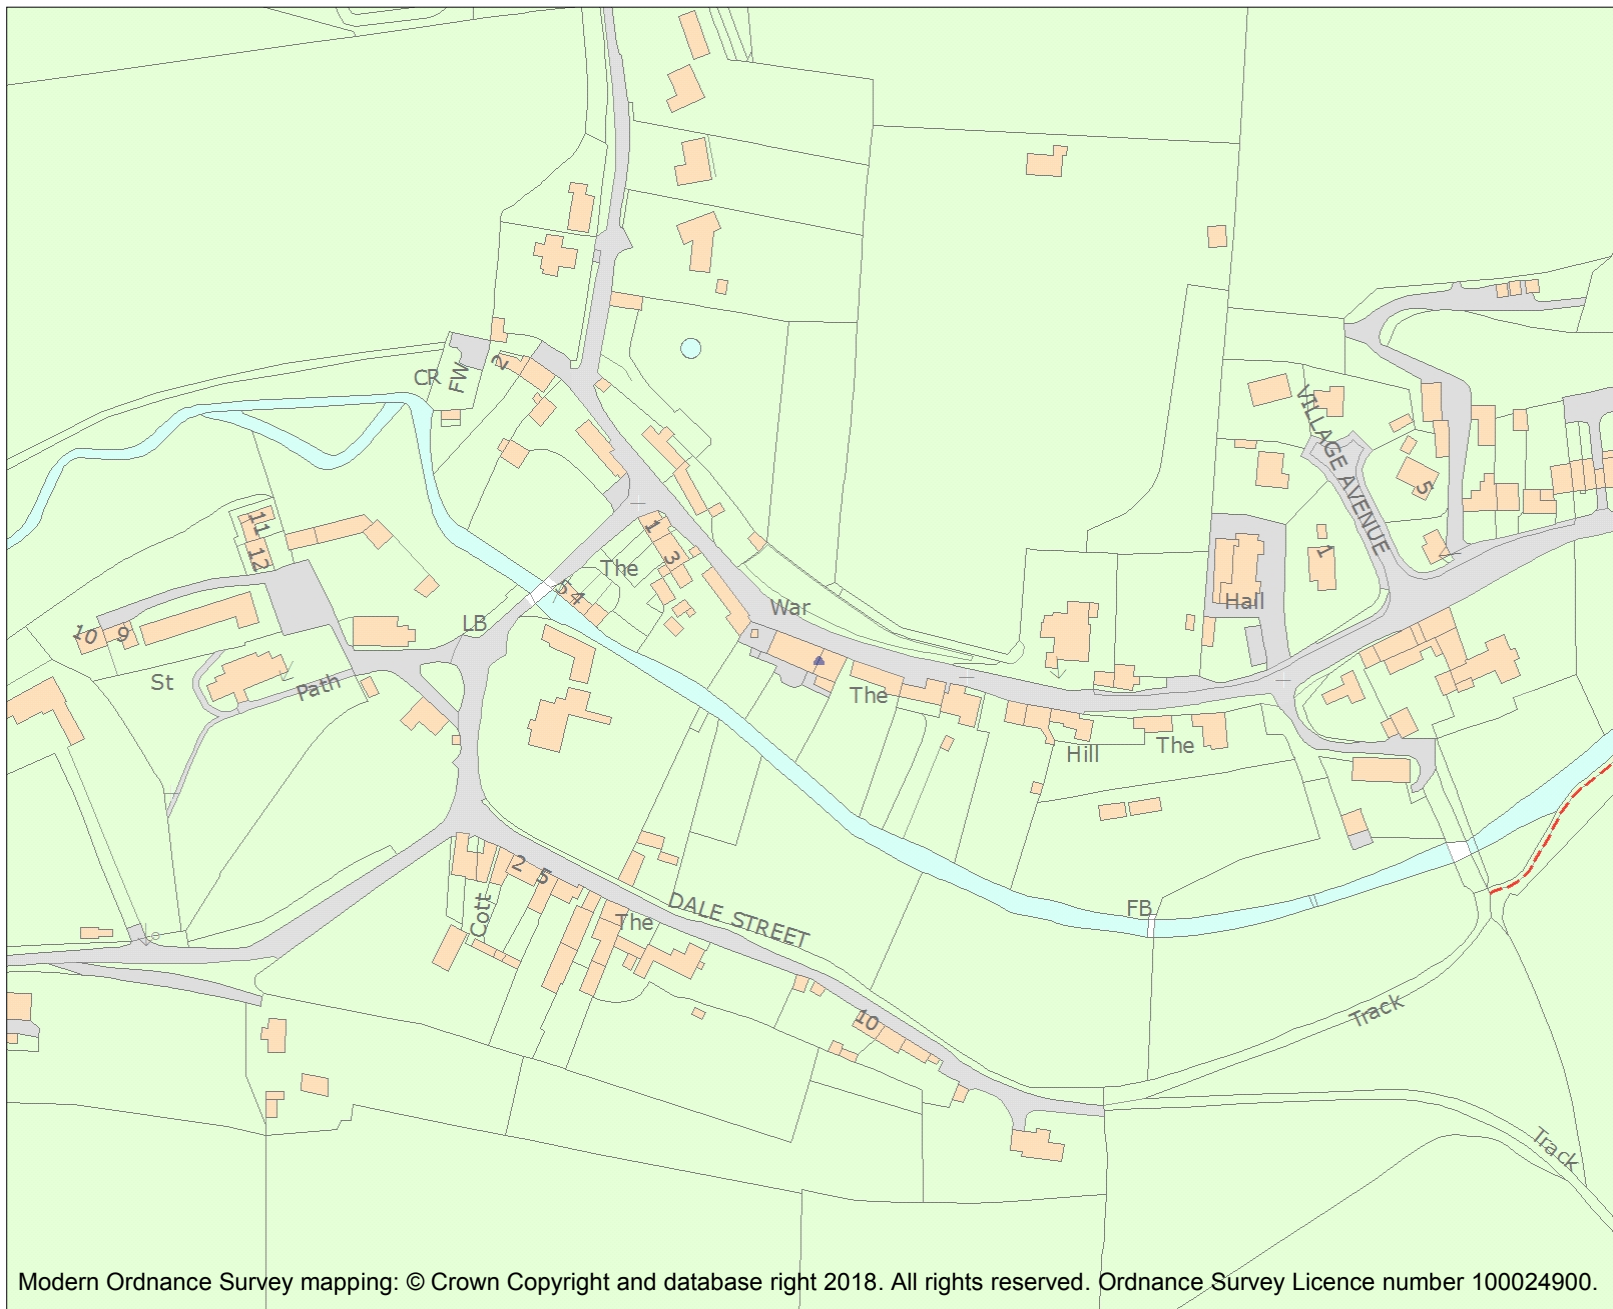 2
CR
FW
VILLAGE AVENUE
5
11
12
1
3
The
1
5
4
War
Hall
10
9
LB
St
Path
The
Hill
The
2
5
Cott
The
DALE STREET
FB
10
Track
Track
Modern Ordnance Survey mapping: © Crown Copyright and database right 2018. All rights reserved. Ordnance Survey Licence number 100024900.